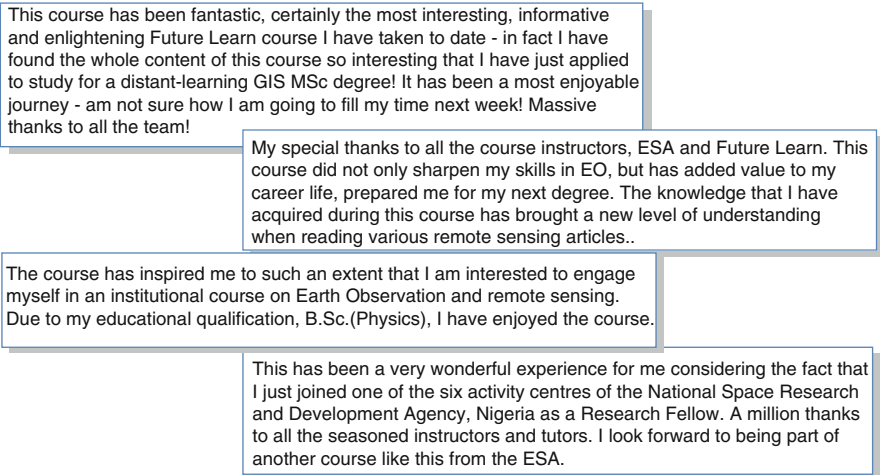 This course has been fantastic, certainly the most interesting, informative
and enlightening Future Learn course I have taken to date - in fact I have
found the whole content of this course so interesting that I have just applied
to study for a distant-learning GIS MSc degree! It has been a most enjoyable
journey - am not sure how I am going to fill my time next week! Massive
thanks to all the team!
My special thanks to all the course instructors, ESA and Future Learn. This
course did not only sharpen my skills in EO, but has added value to my
career life, prepared me for my next degree. The knowledge that I have
acquired during this course has brought a new level of understanding
when reading various remote sensing articles..
The course has inspired me to such an extent that I am interested to engage
myself in an institutional course on Earth Observation and remote sensing.
Due to my educational qualification, B.Sc.(Physics), I have enjoyed the course.
This has been a very wonderful experience for me considering the fact that
I just joined one of the six activity centres of the National Space Research
and Development Agency, Nigeria as a Research Fellow. A million thanks
to all the seasoned instructors and tutors. I look forward to being part of
another course like this from the ESA.